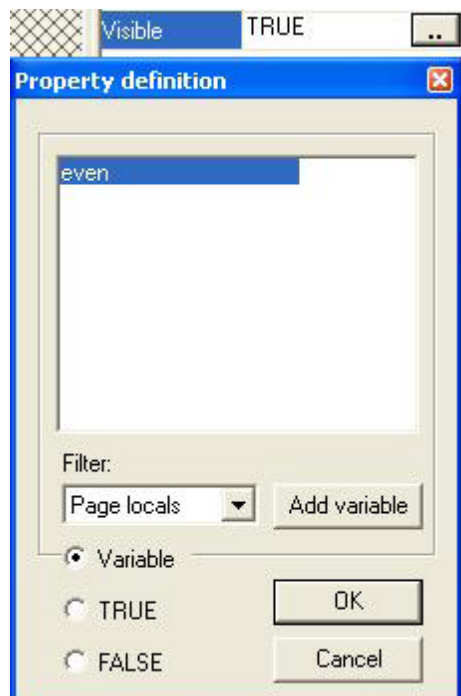 Visible TRUE ..
Property definition
even
Filter:
Page locals Add variable
Variable
TRUE OK
FALSE Cancel